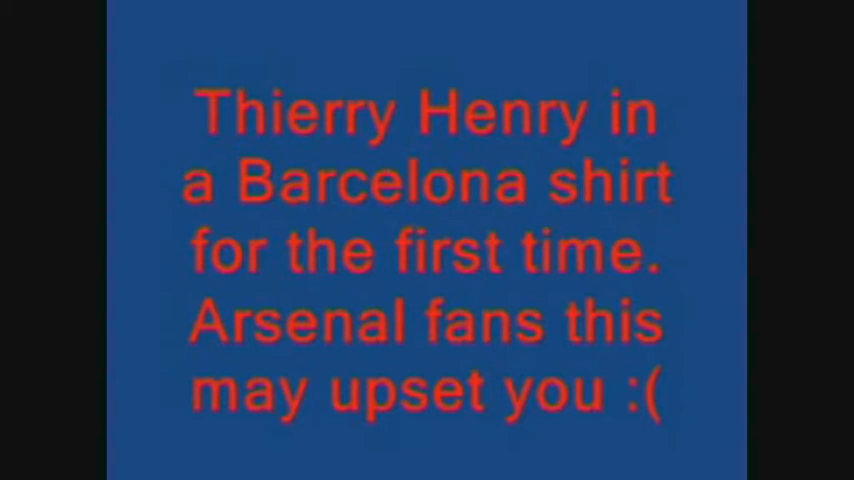 Thierry Henry in
a Barcelona shirt
for the first time.
Arsenal fans this
may upset you :(